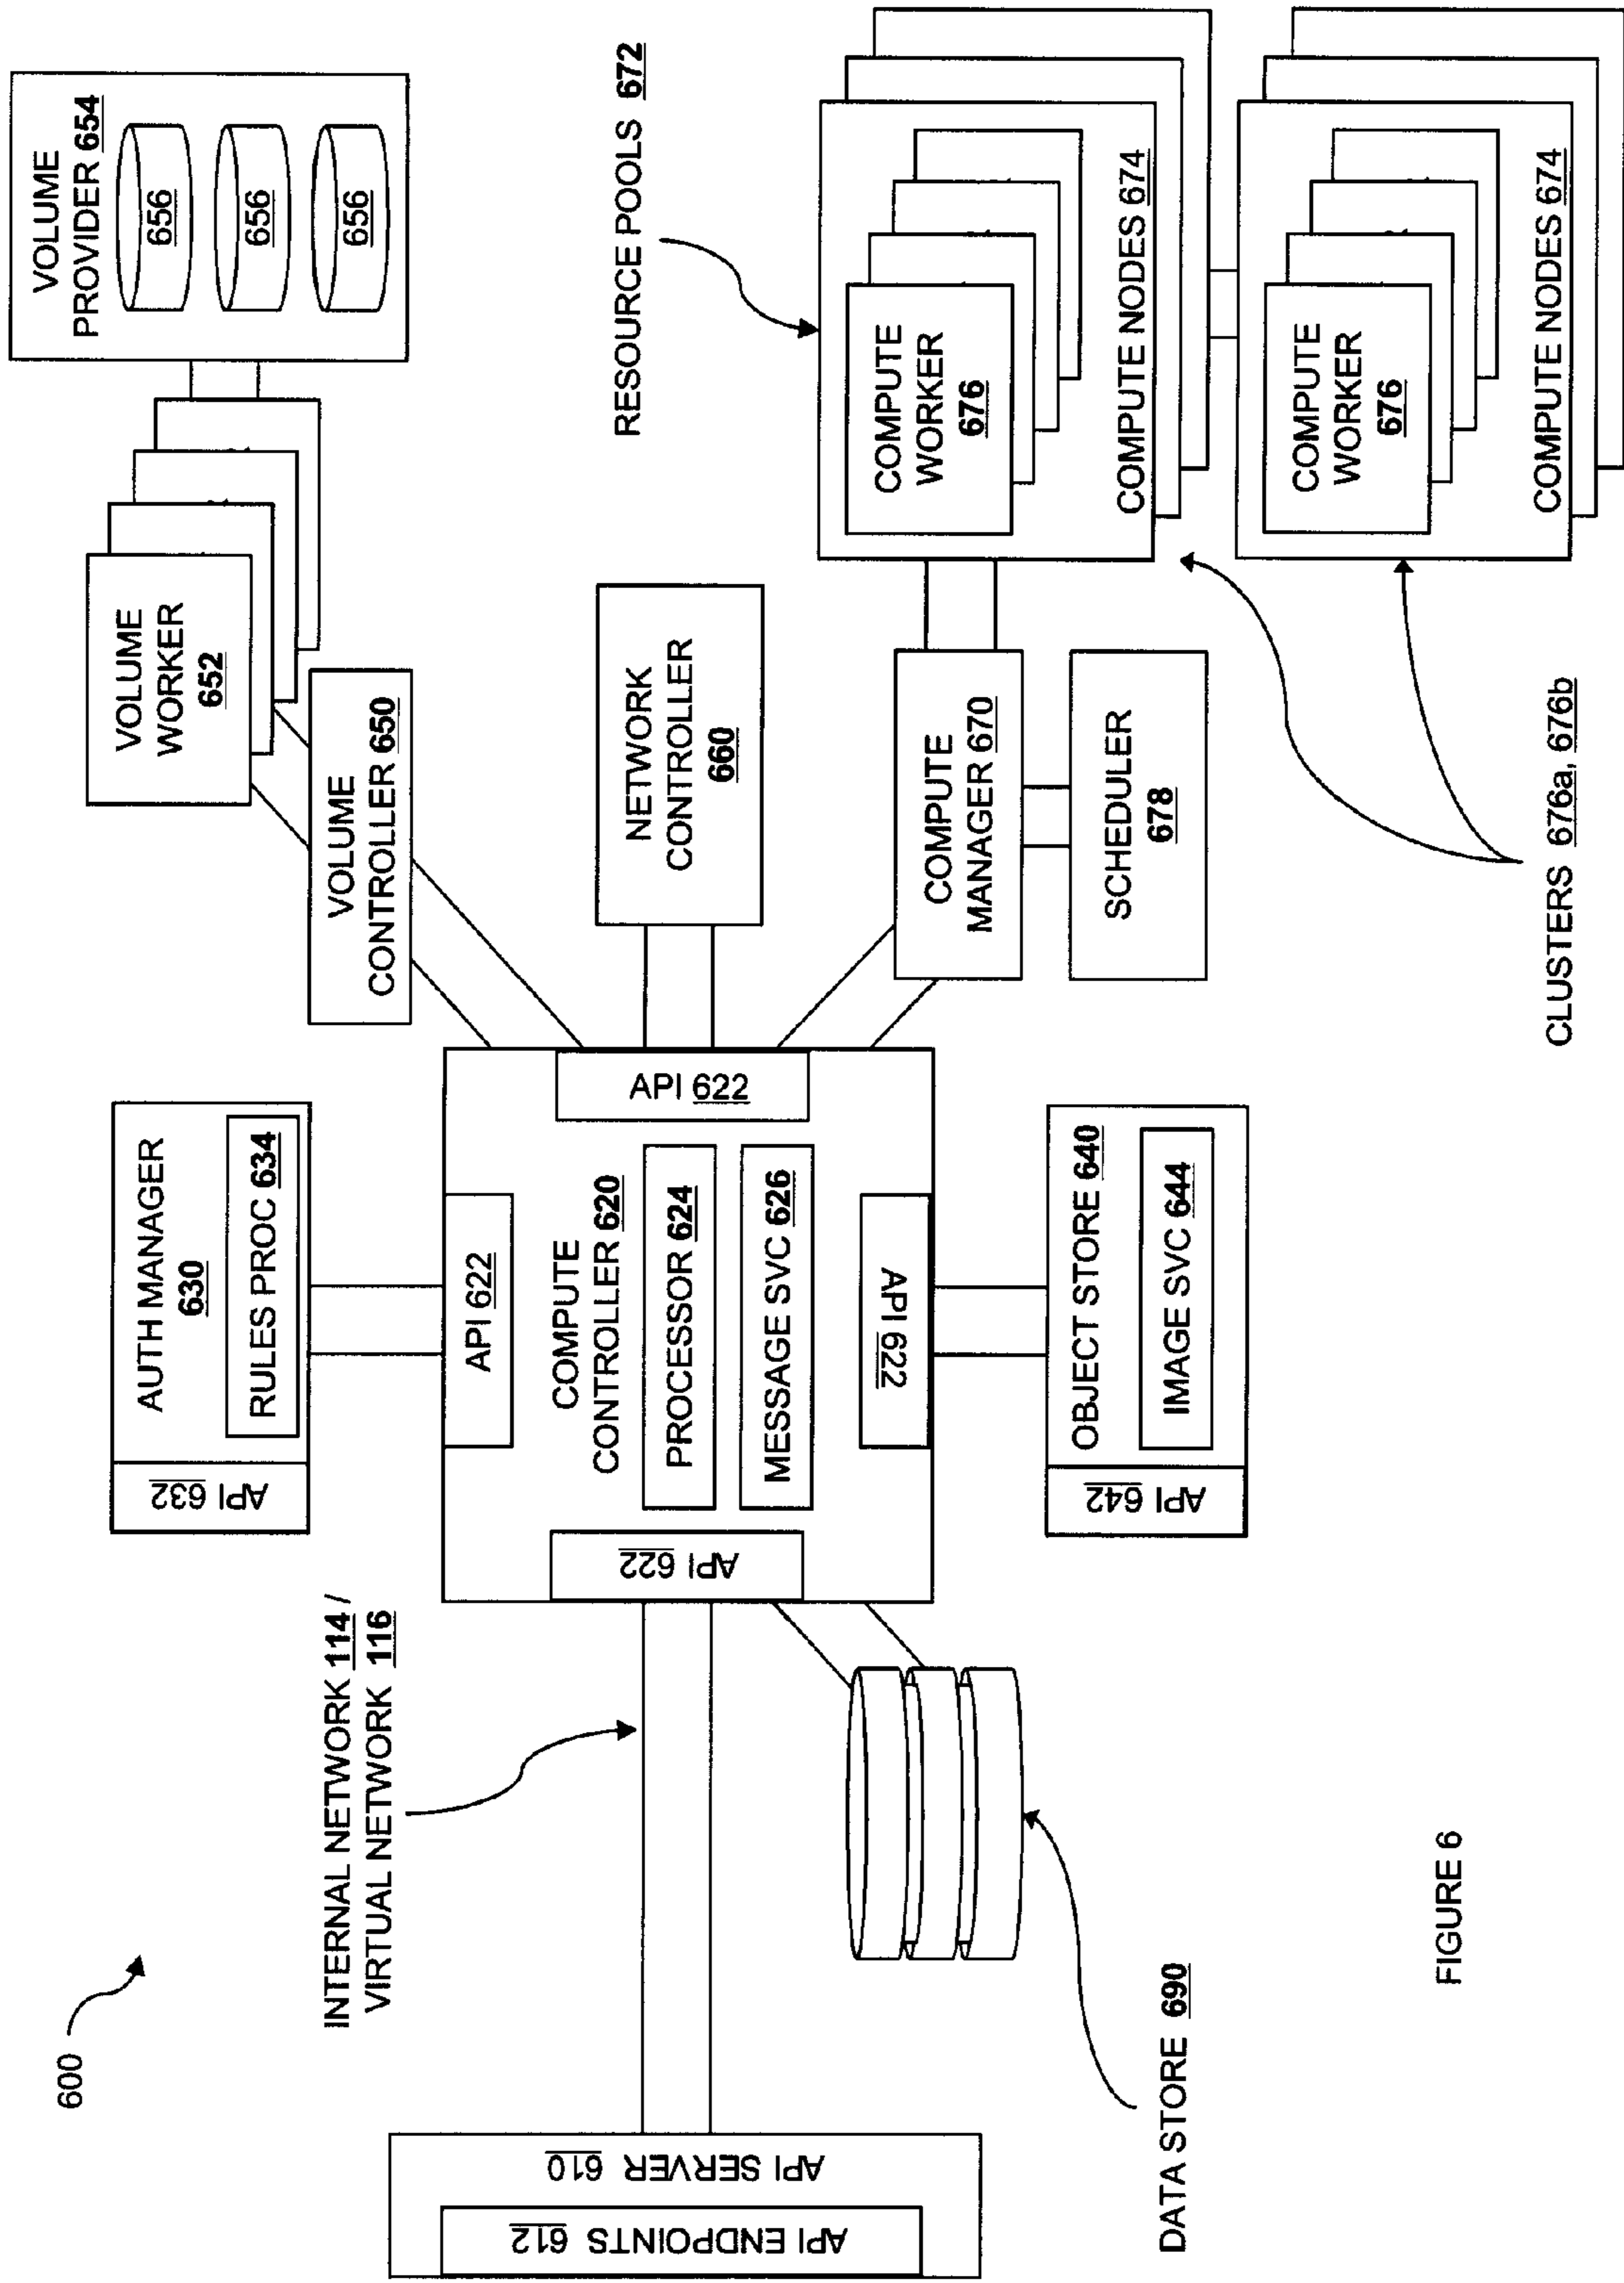 600
INTERNAL NETWORK 114 /
VIRTUAL NETWORK 116
API SERVER 610
API ENDPOINTS 612
DATA STORE 690
AUTH MANAGER
630
RULES PROC 634
API 632
API 622
API 622
COMPUTE
CONTROLLER 620
PROCESSOR 624
MESSAGE SVC 626
API 622
API 622
OBJECT STORE 640
IMAGE SVC 644
API 642
VOLUME
CONTROLLER 650
VOLUME
WORKER
652
VOLUME
PROVIDER 654
656
656
656
NETWORK
CONTROLLER
660
COMPUTE
MANAGER 670
SCHEDULER
678
RESOURCE POOLS 672
COMPUTE
WORKER
676
COMPUTE NODES 674
COMPUTE
WORKER
676
COMPUTE NODES 674
CLUSTERS 676a, 676b
FIGURE 6